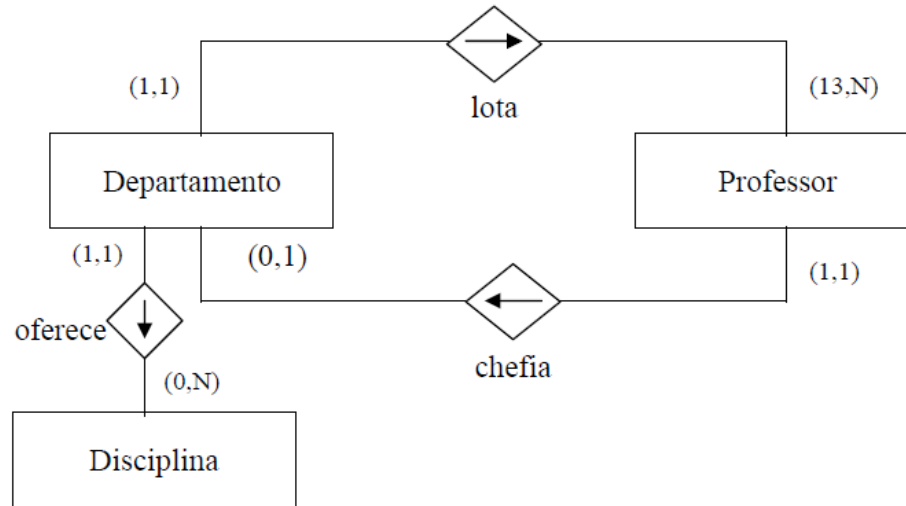 lota
(1,1)
(13,N)
Departamento
Professor
(1,1)
(0,1)
(1,1)
oferece
chefia
(0,N)
Disciplina